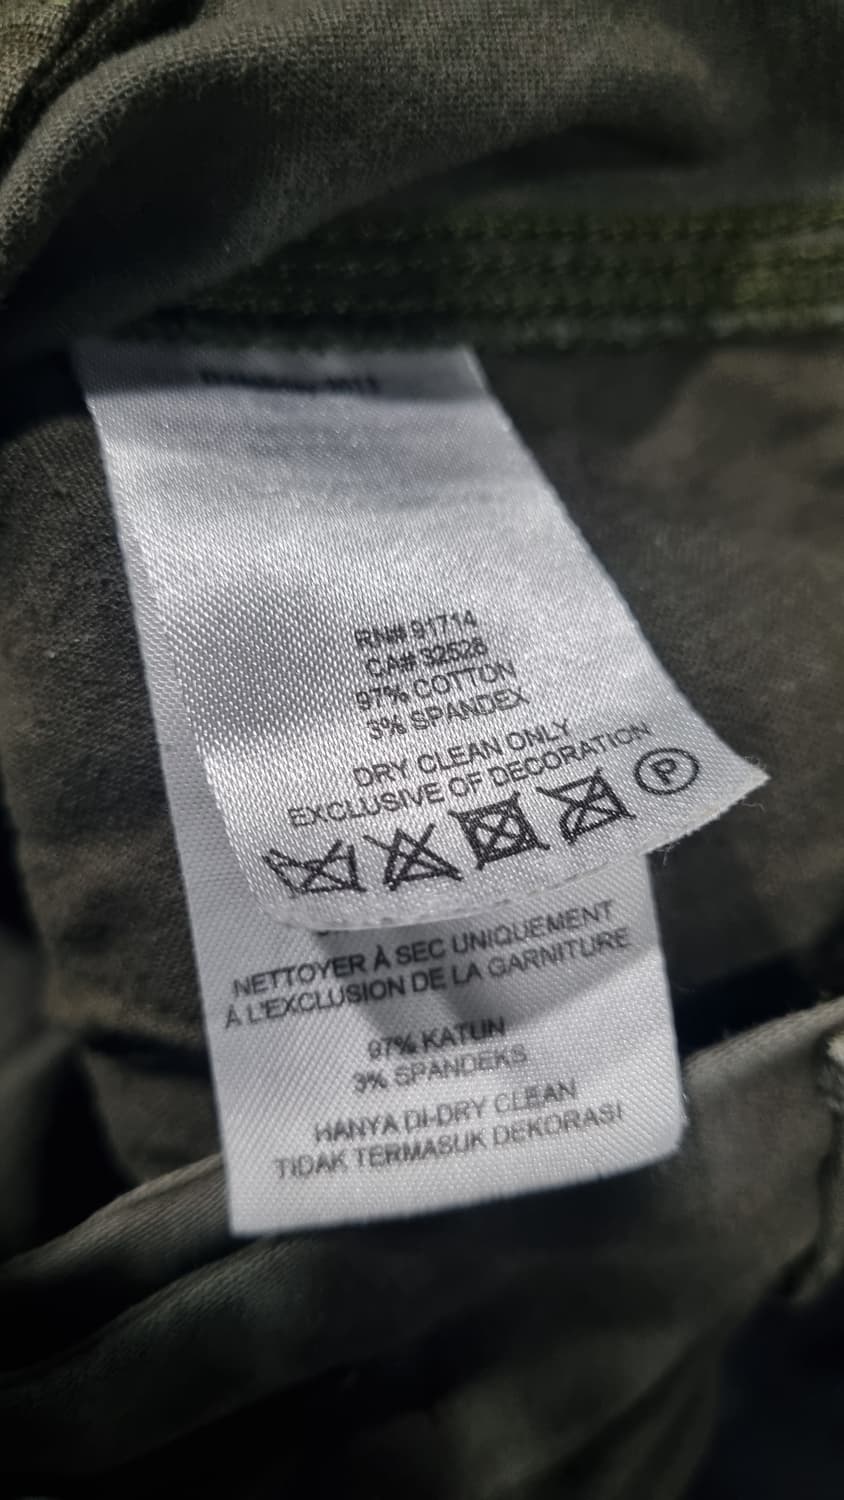 RN# 91714
CA# 32528
97% COTTON
3% SPANDEX
DRY CLEAN ONLY
EXCLUSIVE OF DECORATION
P
NETTOYER À SEC UNIQUEMENT
À L'EXCLUSION DE LA GARNITURE
97% KATUN
3% SPANDEKS
HANYA DI-DRY CLEAN
TIDAK TERMASUK DEKORASI